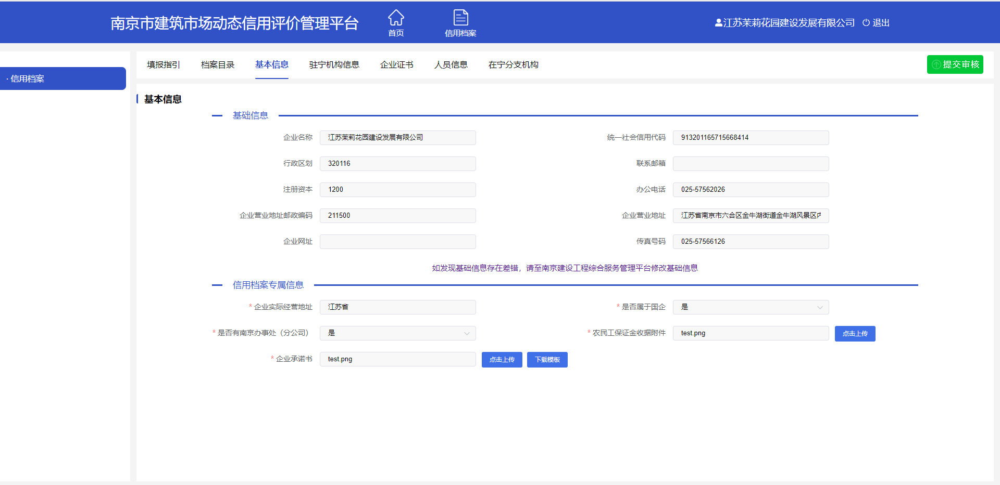 南京市建筑市场动态信用评价管理平台
首页
信用档案
江苏茉莉花园建设发展有限公司 退出
· 信用档案
填报指引 档案目录 基本信息 驻宁机构信息 企业证书 人员信息 在宁分支机构
提交审核
基本信息
基础信息
企业名称 江苏茉莉花园建设发展有限公司 统一社会信用代码 913201165715668414
行政区划 320116 联系邮箱
注册资本 1200 办公电话 025-57562026
企业营业地址邮政编码 211500 企业营业地址 江苏省南京市六合区金牛湖街道金牛湖风景区
企业网址 传真号码 025-57566126
如发现基础信息存在差错，请至南京建设工程综合服务管理平台修改基础信息
信用档案专属信息
* 企业实际经营地址 江苏省 * 是否属于国企 是
* 是否有南京办事处（分公司） 是 * 农民工保证金收据附件 test.png 点击上传
* 企业承诺书 test.png 点击上传 下载模板